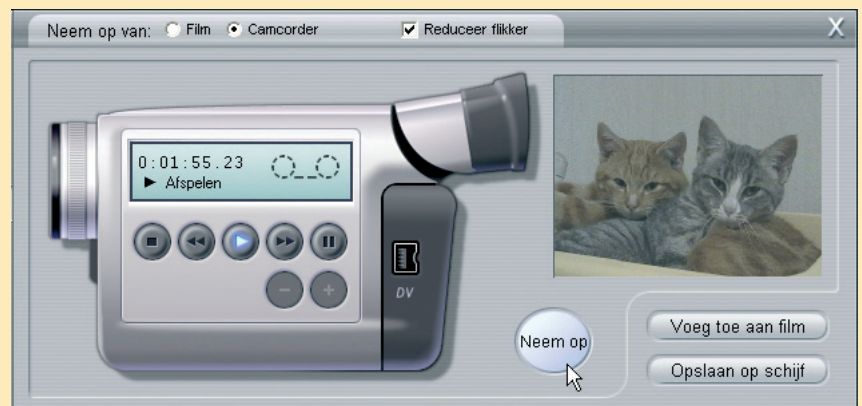 Neem op van: Film Camcorder Reduceer flikker X
0:01:55.23
Afspelen
DV
Neem op
Voeg toe aan film
Opslaan op schijf